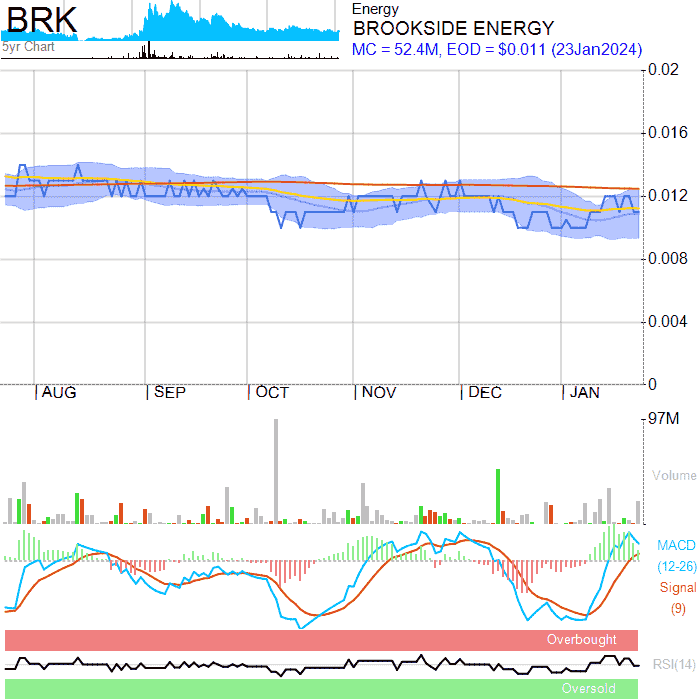 BRK
5yr Chart
Energy
BROOKSIDE ENERGY
MC = 52.4M, EOD = $0.011 (23Jan2024)
0.02
0.016
0.012
0.008
0.004
0
AUG SEP OCT NOV DEC JAN
97M
Volume
MACD
(12-26)
Signal
(9)
Overbought
RSI(14)
Oversold